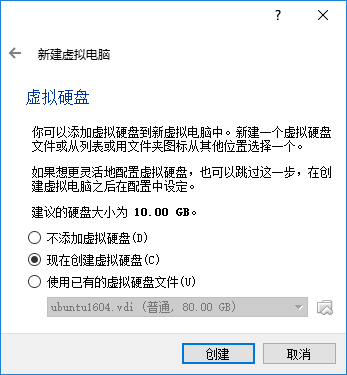 ?
新建虚拟电脑
虚拟硬盘
你可以添加虚拟硬盘到新虚拟电脑中。新建一个虚拟硬盘
文件或从列表或用文件夹图标从其他位置选择一个。
如果想更灵活地配置虚拟硬盘，也可以跳过这一步，在创
建虚拟电脑之后在配置中设定。
建议的硬盘大小为 10.00 GB。
不添加虚拟硬盘(D)
现在创建虚拟硬盘(C)
使用已有的虚拟硬盘文件(U)
ubuntu1604.vdi (普通, 80.00 GB)
创建 取消